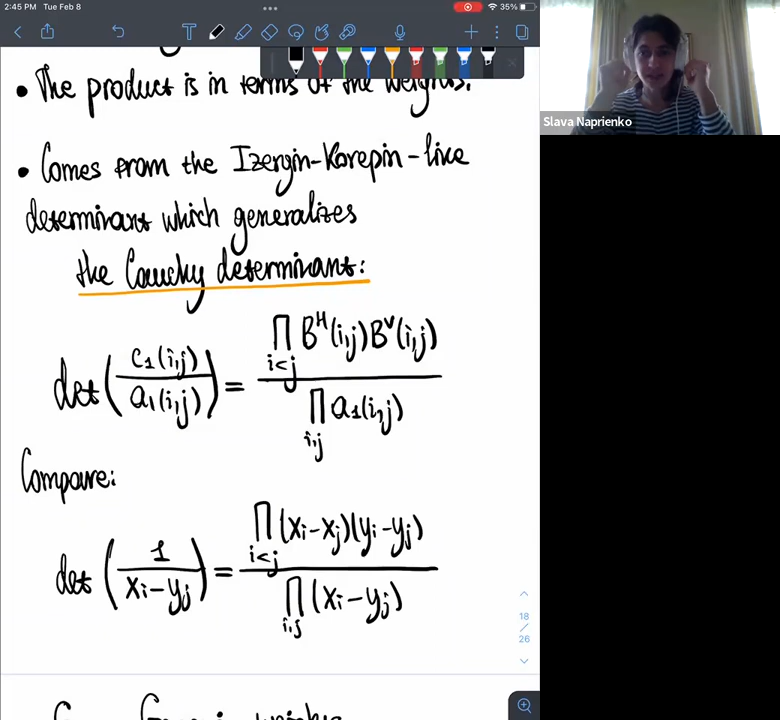 2:45 PM Tue Feb 8
35%
• The product is in terms of the weights.
Slava Naprienko
• Comes from the Izergin-Korepin-like
determinant which generalizes
the Cauchy determinant:
det(c₁(i,j)/a₁(i,j)) = ∏_{i<j} B^H(i,j)B^V(i,j) / ∏_{i,j} a₁(i,j)
Compare:
det(1/(xᵢ-yⱼ)) = ∏_{i<j} (xᵢ-xⱼ)(yᵢ-yⱼ) / ∏_{i,j} (xᵢ-yⱼ)
18
/
26